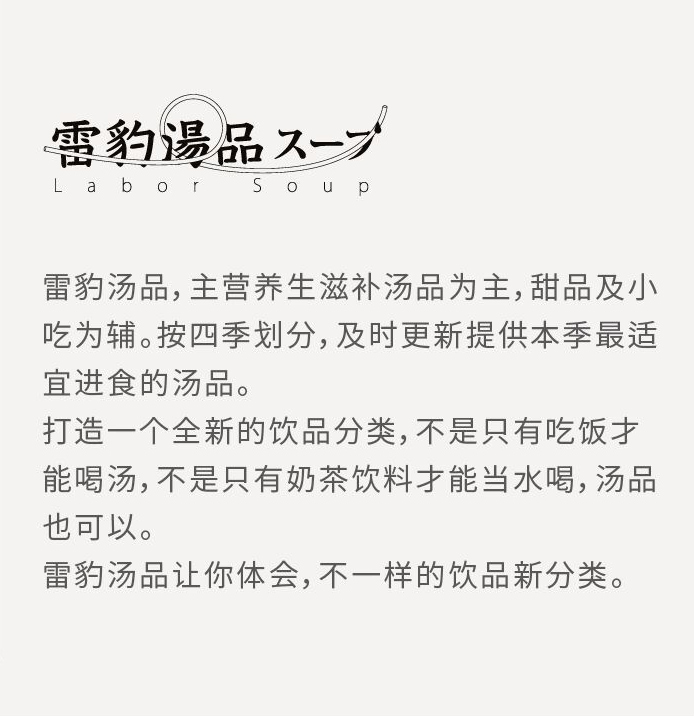 雷豹湯品スープ
Labor Soup
雷豹汤品，主营养生滋补汤品为主，甜品及小
吃为辅。按四季划分，及时更新提供本季最适
宜进食的汤品。
打造一个全新的饮品分类，不是只有吃饭才
能喝汤，不是只有奶茶饮料才能当水喝，汤品
也可以。
雷豹汤品让你体会，不一样的饮品新分类。